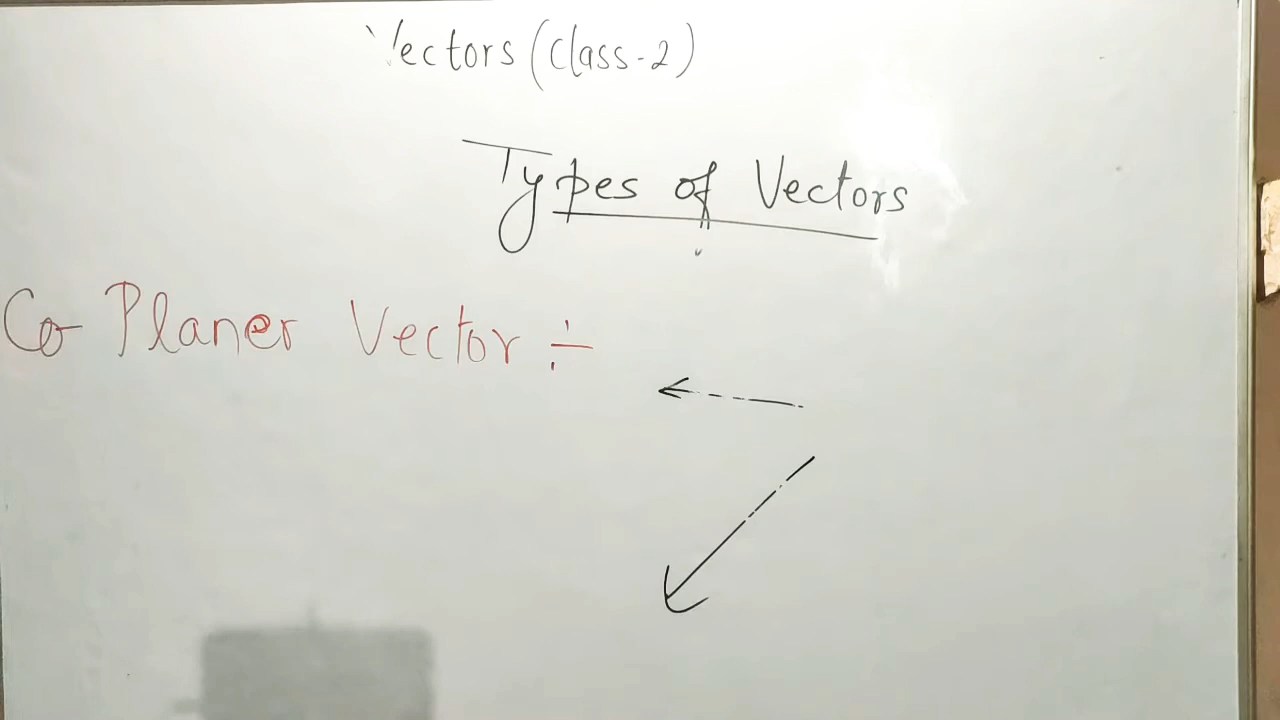 Vectors (Class-2)
Types of Vectors
Co Planer Vector ÷